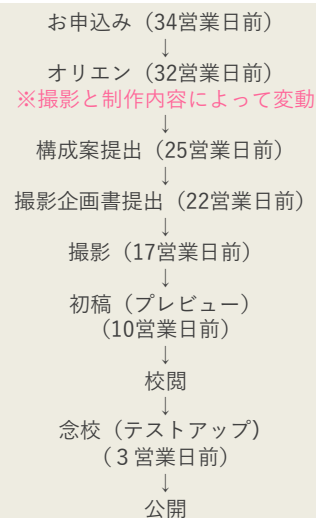 お申込み（34営業日前）
↓
オリエン（32営業日前）
※撮影と制作内容によって変動
↓
構成案提出（25営業日前）
↓
撮影企画書提出（22営業日前）
↓
撮影（17営業日前）
↓
初稿（プレビュー）
（10営業日前）
↓
校閲
↓
念校（テストアップ)
（３営業日前）
↓
公開